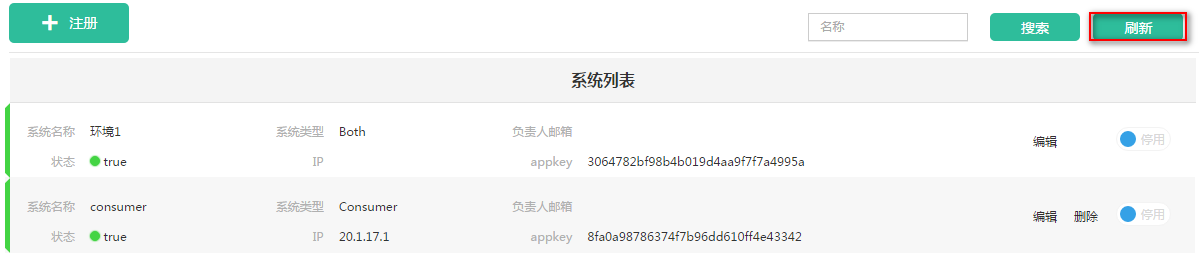 注册
名称
搜索
刷新
系统列表
系统名称 环境1 系统类型 Both 负责人邮箱
编辑 停用
状态 true IP appkey 3064782bf98b4b019d4aa9f7f7a4995a
系统名称 consumer 系统类型 Consumer 负责人邮箱
编辑 删除 停用
状态 true IP 20.1.17.1 appkey 8fa0a98786374f7b96dd610ff4e43342